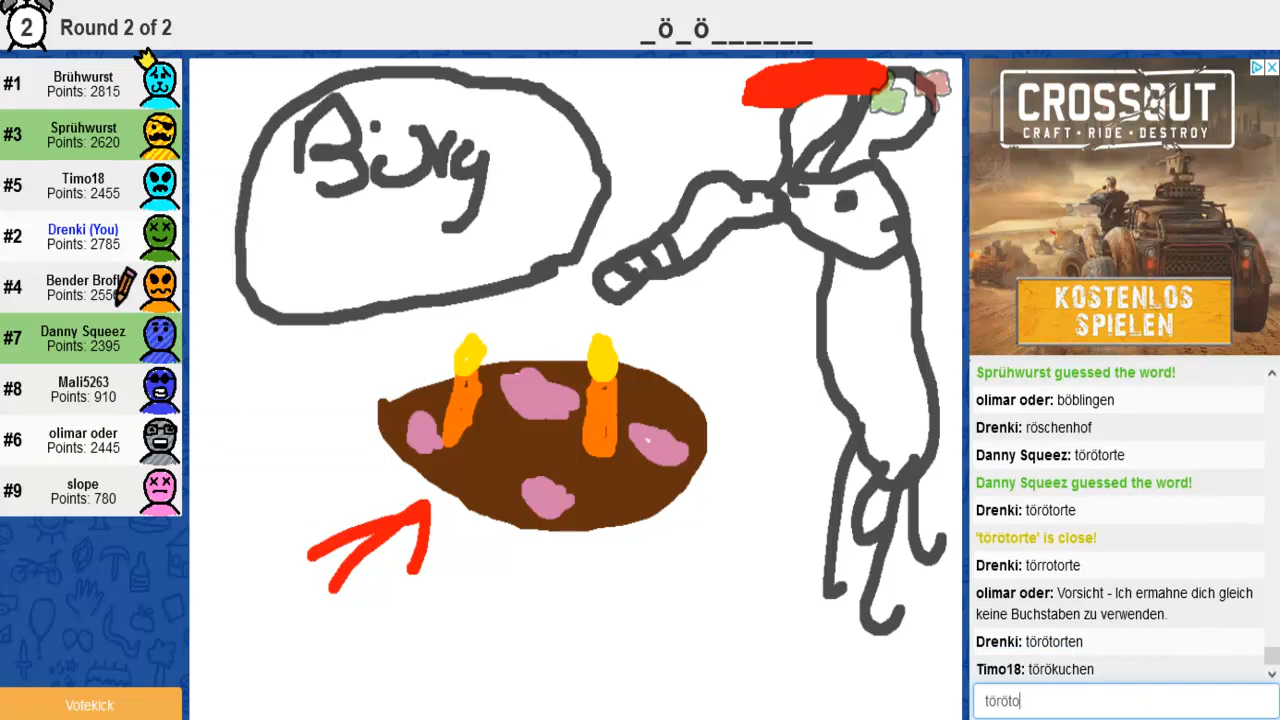 2
Round 2 of 2
_ö_ö______
#1
Brühwurst
Points: 2815
#3
Sprühwurst
Points: 2620
#5
Timo18
Points: 2455
#2
Drenki (You)
Points: 2785
#4
Bender Brofl
Points: 2550
#7
Danny Squeez
Points: 2395
#8
Mali5263
Points: 910
#6
olimar oder
Points: 2445
#9
slope
Points: 780
Votekick
CROSSOUT
CRAFT • RIDE • DESTROY
KOSTENLOS
SPIELEN
Sprühwurst guessed the word!
olimar oder: böblingen
Drenki: röschenhof
Danny Squeez: törötorte
Danny Squeez guessed the word!
Drenki: törötorte
'törötorte' is close!
Drenki: törrotorte
olimar oder: Vorsicht - Ich ermahne dich gleich
keine Buchstaben zu verwenden.
Drenki: törötorten
Timo18: törökuchen
töröto